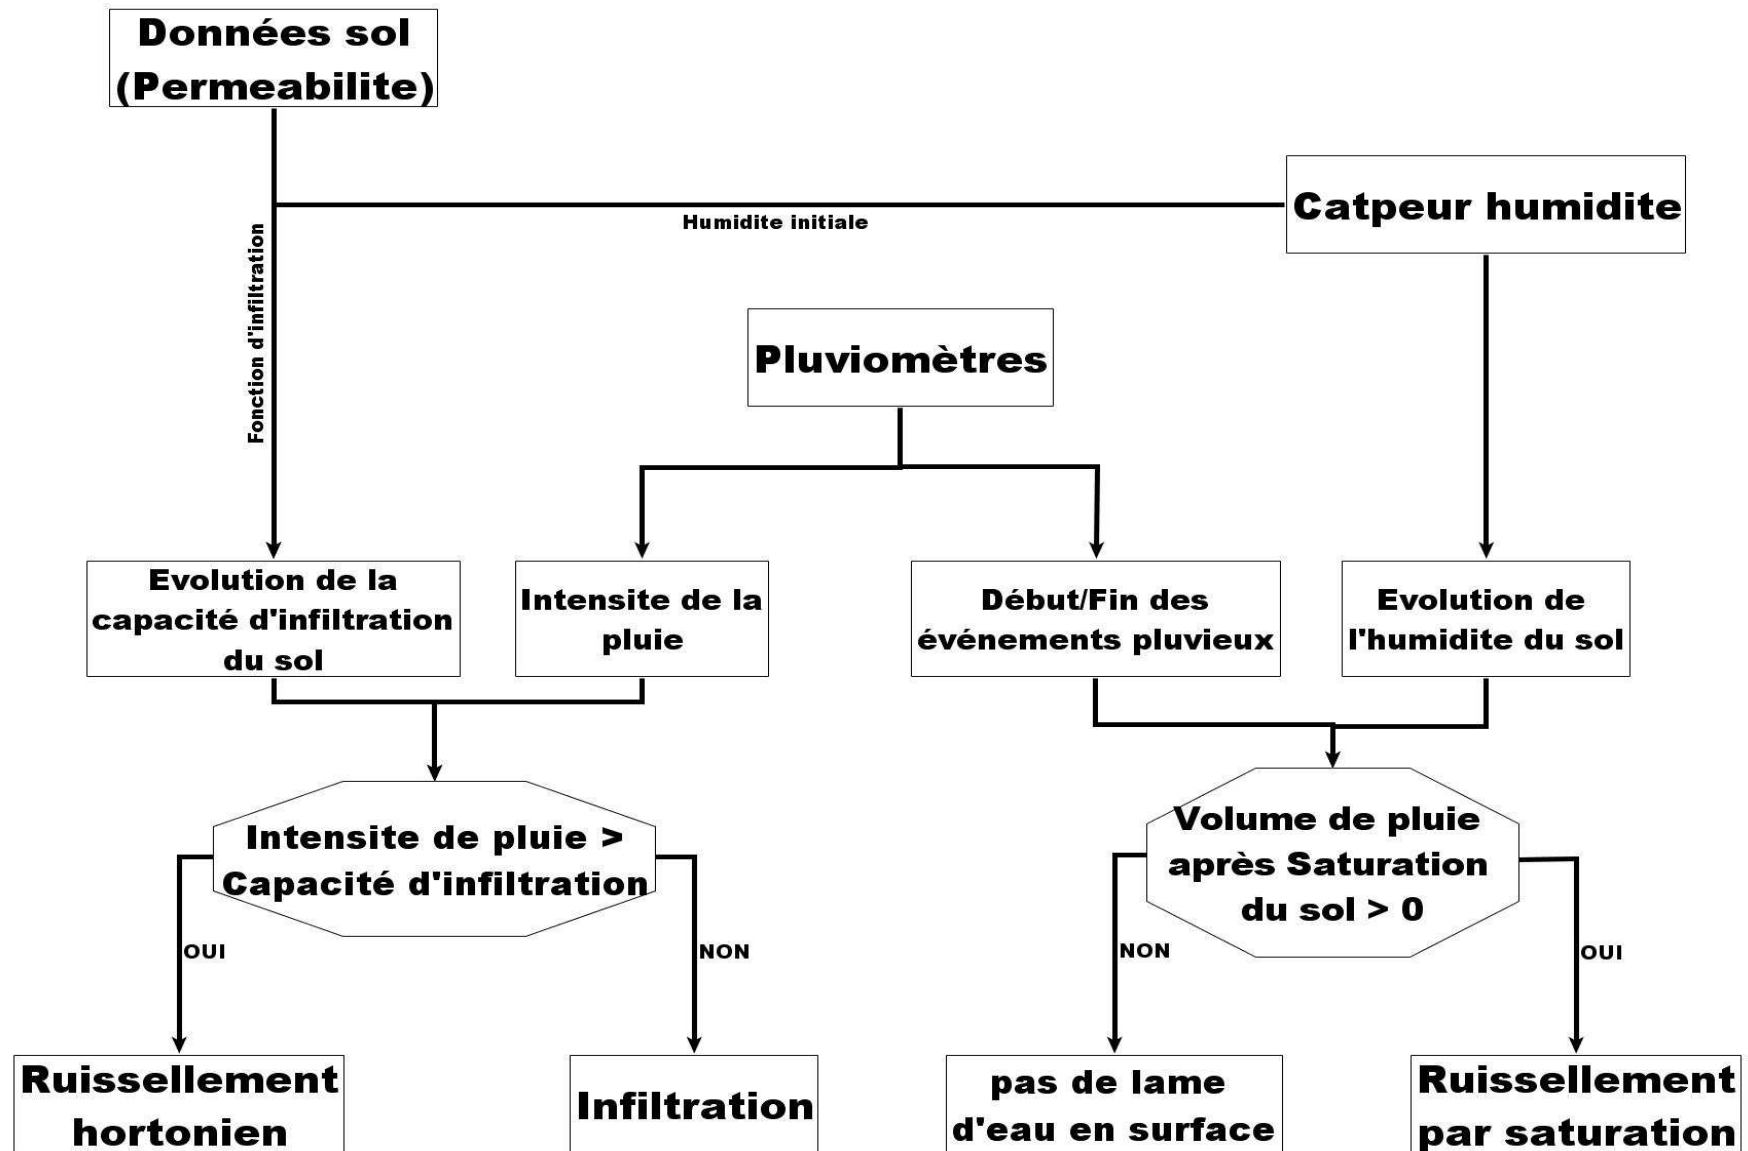 Données sol
(Permeabilite)
Catpeur humidite
Humidite initiale
Fonction d'infiltration
Pluviomètres
Evolution de la
capacité d'infiltration
du sol
Intensite de la
pluie
Début/Fin des
événements pluvieux
Evolution de
l'humidite du sol
Intensite de pluie >
Capacité d'infiltration
Volume de pluie
après Saturation
du sol > 0
OUI
NON
NON
OUI
Ruissellement
hortonien
Infiltration
pas de lame
d'eau en surface
Ruissellement
par saturation